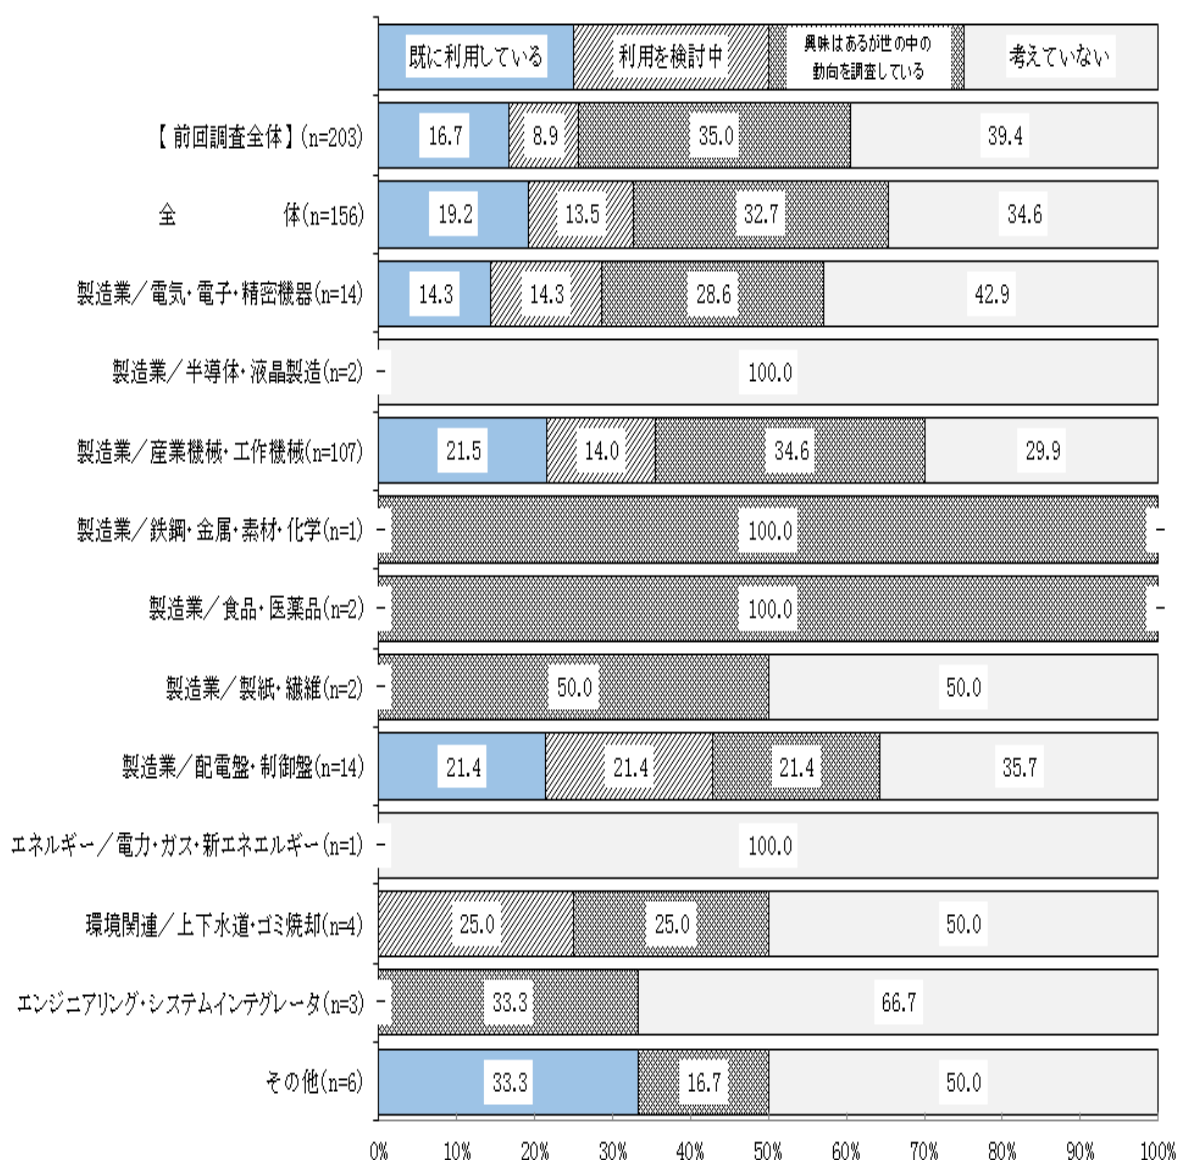 既に利用している 利用を検討中 興味はあるが世の中の 考えていない
動向を調査している
【前回調査全体】(n=203) 16.7 8.9 35.0 39.4
全 体(n=156) 19.2 13.5 32.7 34.6
製造業/電気・電子・精密機器(n=14) 14.3 14.3 28.6 42.9
製造業/半導体・液晶製造(n=2) 100.0
製造業/産業機械・工作機械(n=107) 21.5 14.0 34.6 29.9
製造業/鉄鋼・金属・素材・化学(n=1) 100.0
製造業/食品・医薬品(n=2) 100.0
製造業/製紙・繊維(n=2) 50.0 50.0
製造業/配電盤・制御盤(n=14) 21.4 21.4 21.4 35.7
エネルギー/電力・ガス・新エネエルギー(n=1) 100.0
環境関連/上下水道・ゴミ焼却(n=4) 25.0 25.0 50.0
エンジニアリング・システムインテグレータ(n=3) 33.3 66.7
その他(n=6) 33.3 16.7 50.0
0% 10% 20% 30% 40% 50% 60% 70% 80% 90% 100%